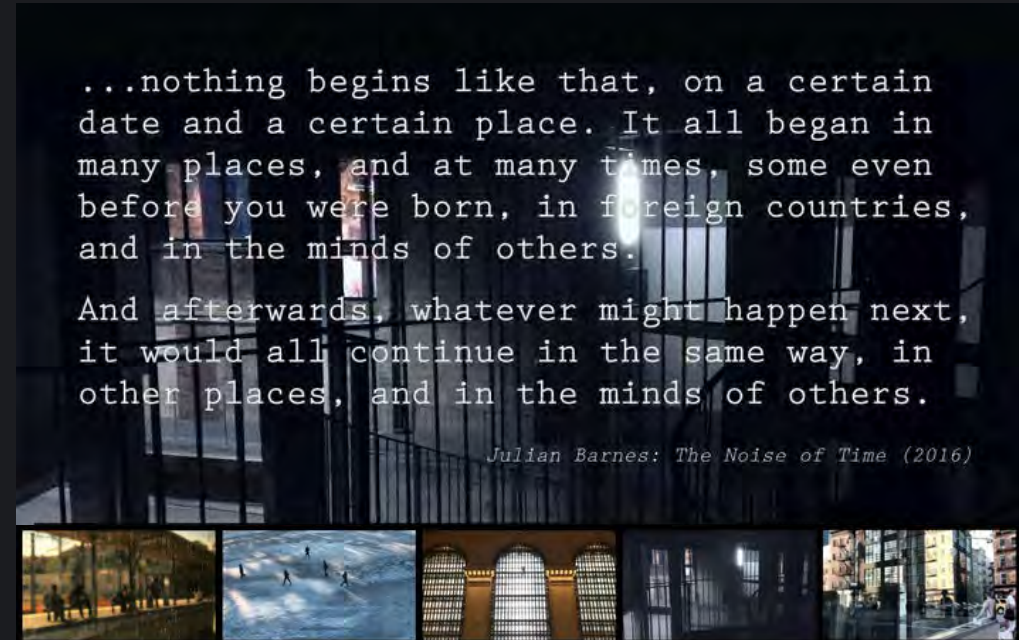 ...nothing begins like that, on a certain
date and a certain place. It all began in
many places, and at many times, some even
before you were born, in foreign countries,
and in the minds of others.
And afterwards, whatever might happen next,
it would all continue in the same way, in
other places, and in the minds of others.
Julian Barnes: The Noise of Time (2016)